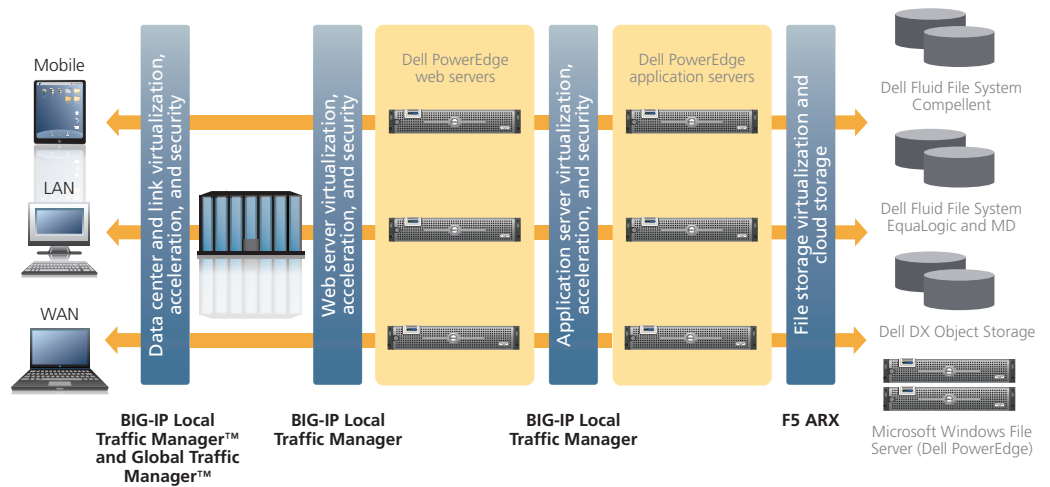 Mobile
LAN
WAN
Data center and link virtualization,
acceleration, and security
BIG-IP Local
Traffic Manager™
and Global Traffic
Manager™
Web server virtualization,
acceleration, and security
BIG-IP Local
Traffic Manager
Dell PowerEdge
web servers
Application server virtualization,
acceleration, and security
BIG-IP Local
Traffic Manager
Dell PowerEdge
application servers
File storage virtualization and
cloud storage
F5 ARX
Dell Fluid File System
Compellent
Dell Fluid File System
EquaLogic and MD
Dell DX Object Storage
Microsoft Windows File
Server (Dell PowerEdge)